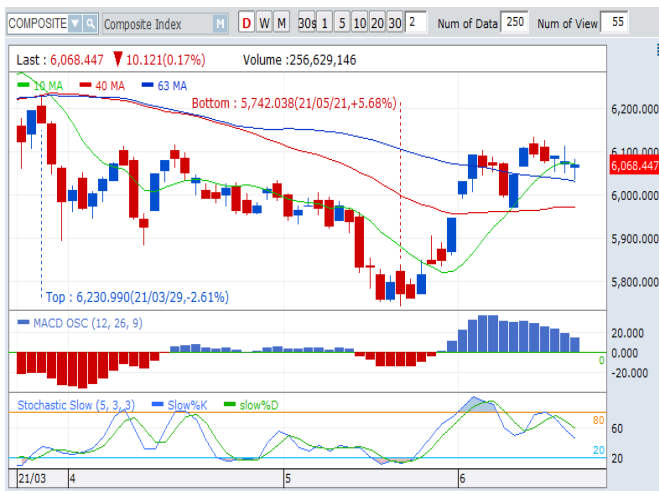 COMPOSITE Composite Index M D W M 30s 1 5 10 20 30 2 Num of Data 250 Num of View 55
Last : 6,068.447 ▼ 10.121(0.17%) Volume :256,629,146
10 MA 40 MA 63 MA
Bottom : 5,742.038(21/05/21,+5.68%)
6,200.000
6,100.000
6,068.447
6,000.000
5,900.000
5,800.000
Top : 6,230.990(21/03/29,-2.61%)
MACD OSC (12, 26, 9)
20.000
0.000
0
-20.000
Stochastic Slow (5, 3, 3) Slow%K slow%D
80
60
20
20
21/03 4 5 6